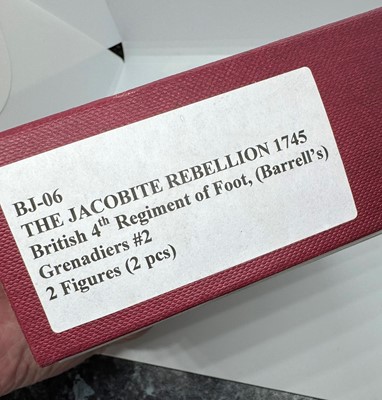 BJ-06
THE JACOBITE REBELLION 1745
British 4th Regiment of Foot, (Barrell's)
Grenadiers #2
2 Figures (2 pcs)